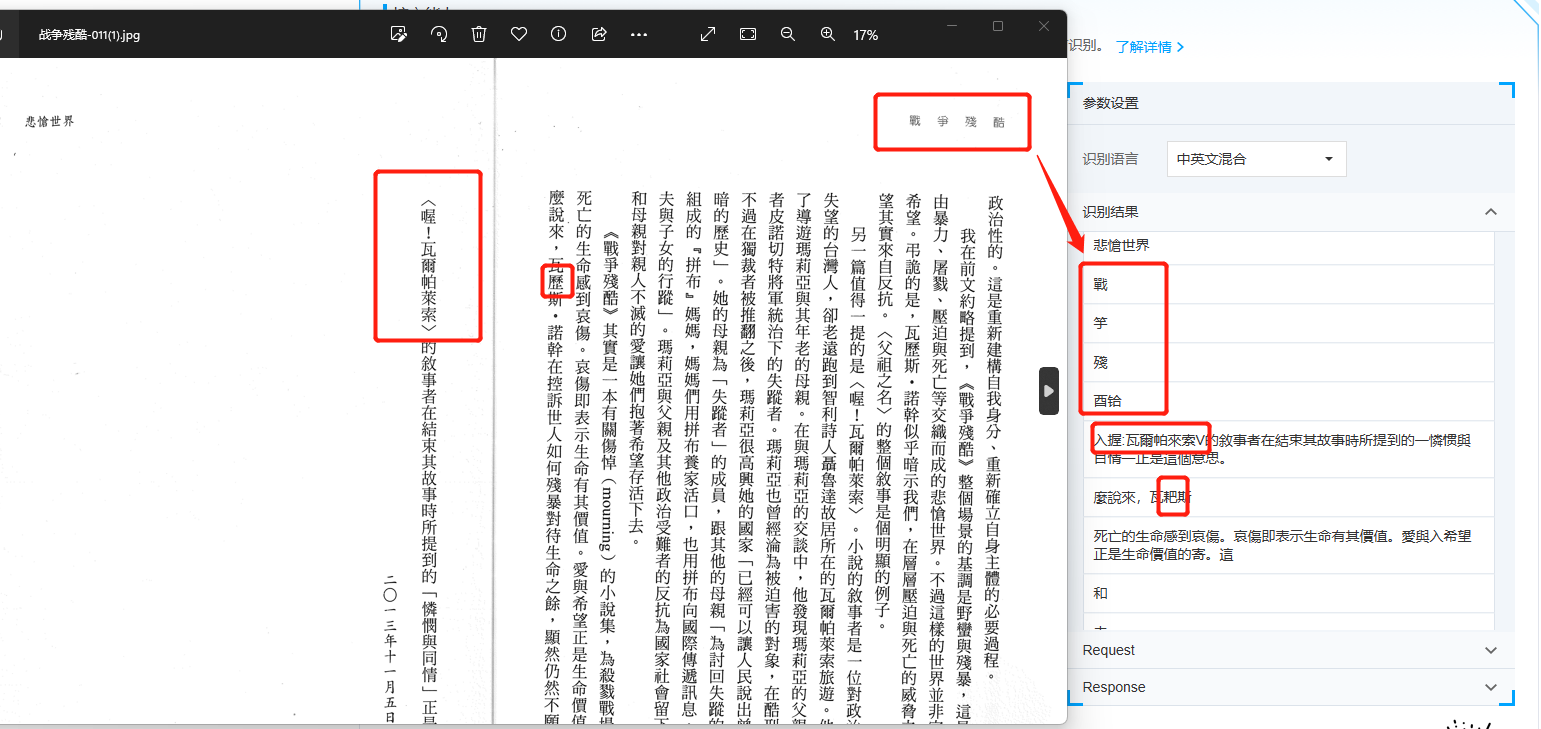 战争残酷-011(1).jpg
17%
悲愴世界
戰 爭 殘 酷
政治性的。這是重新建構自我身分、重新確立自身主體的必要過程。
我在前文約略提到，《戰爭殘酷》整個場景的基調是野蠻與殘暴，這是
由暴力、屠戮、壓迫與死亡等交織而成的悲愴世界。不過這樣的世界並非
希望。弔詭的是，瓦歷斯・諾幹似乎暗示我們，在層層壓迫與死亡的威脅
望其實來自反抗。〈父祖之名〉的整個敘事是個明顯的例子。
另一篇值得一提的是〈喔！瓦爾帕萊索〉。小說的敘事者是一位對政治
失望的台灣人，卻老遠跑到智利詩人聶魯達故居所在的瓦爾帕萊索旅遊。
了導遊瑪莉亞與其年老的母親。在與瑪莉亞的交談中，他發現瑪莉亞的父親
者皮諾切特將軍統治下的失蹤者。瑪莉亞也曾經淪為被迫害的對象，在酷刑
不過在獨裁者被推翻之後，瑪莉亞很高興她的國家「已經可以讓人民說出
暗的歷史」。她的母親為「失蹤者」的成員，跟其他的母親「為討回失蹤的
組成的『拼布』媽媽，媽媽們用拼布養家活口，也用拼布向國際傳遞訊息，
夫與子女的行蹤」。瑪莉亞與父親及其他政治受難者的反抗為國家社會留下
和母親對親人不滅的愛讓她們抱著希望存活下去。
《戰爭殘酷》其實是一本有關傷悼（mourning）的小說集，為殺戮戰場
死亡的生命感到哀傷。哀傷即表示生命有其價值。愛與希望正是生命價值
麼說來，瓦歷斯・諾幹在控訴世人如何殘暴對待生命之餘，顯然仍然不願
〈喔！瓦爾帕萊索〉的敘事者在結束其故事時所提到的「憐憫與同情」正是
二〇一三年十一月五日
识别。 了解详情
参数设置
识别语言 中英文混合
识别结果
悲愴世界
戰
竽
殘
酉铪
入握:瓦爾帕來索V的敘事者在結束其故事時所提到的一憐惯與
自情一正是這個意思。
麼說來，瓦耙斯
死亡的生命感到哀傷。哀傷即表示生命有其價值。愛與入希望
正是生命價值的寄。這
和
Request
Response